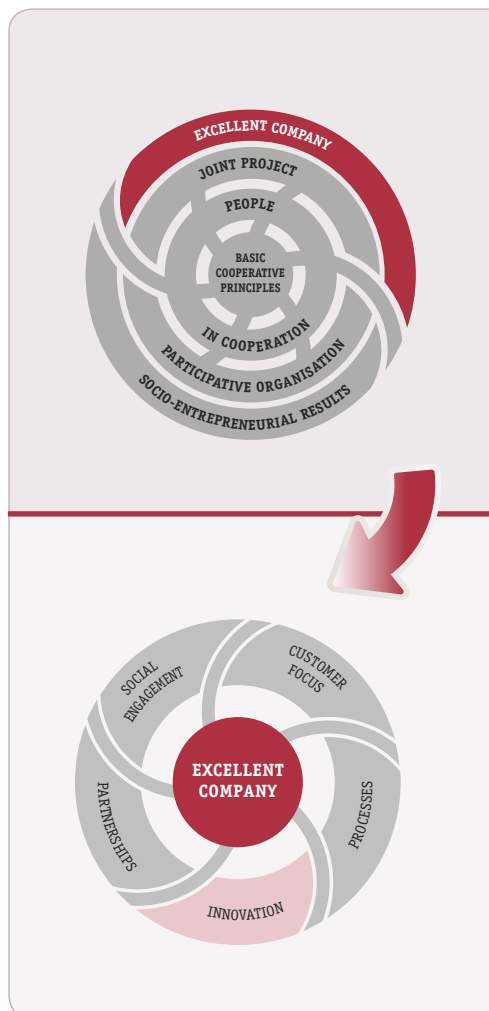 EXCELLENT COMPANY
JOINT PROJECT
PEOPLE
BASIC
COOPERATIVE
PRINCIPLES
IN COOPERATION
PARTICIPATIVE ORGANISATION
SOCIO-ENTREPRENEURIAL RESULTS
SOCIAL
ENGAGEMENT
CUSTOMER
FOCUS
EXCELLENT
COMPANY
PARTNERSHIPS
PROCESSES
INNOVATION